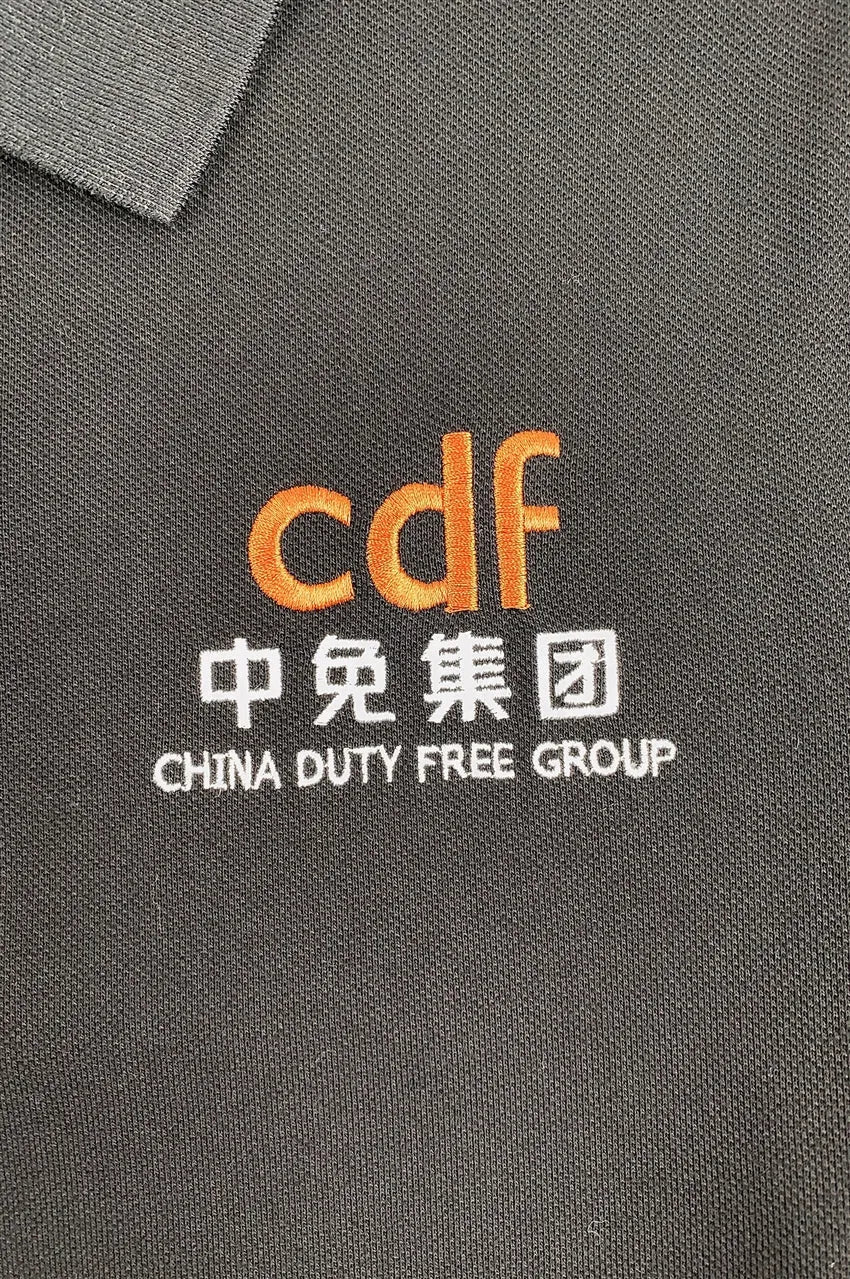 cdf
中免集团
CHINA DUTY FREE GROUP